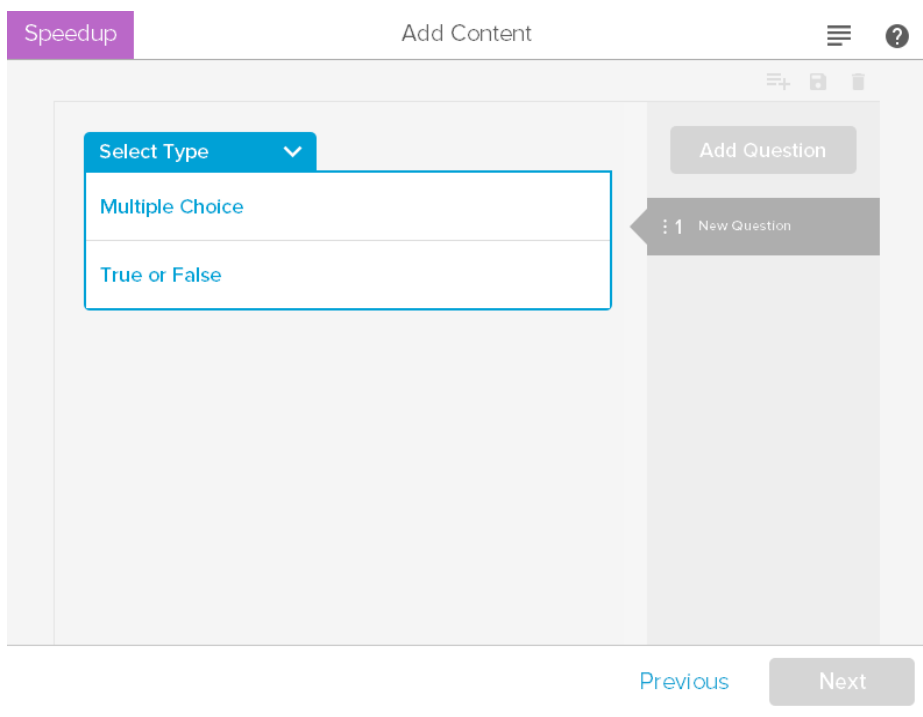 Speedup
Add Content
Select Type
Multiple Choice
True or False
Add Question
1 New Question
Previous
Next